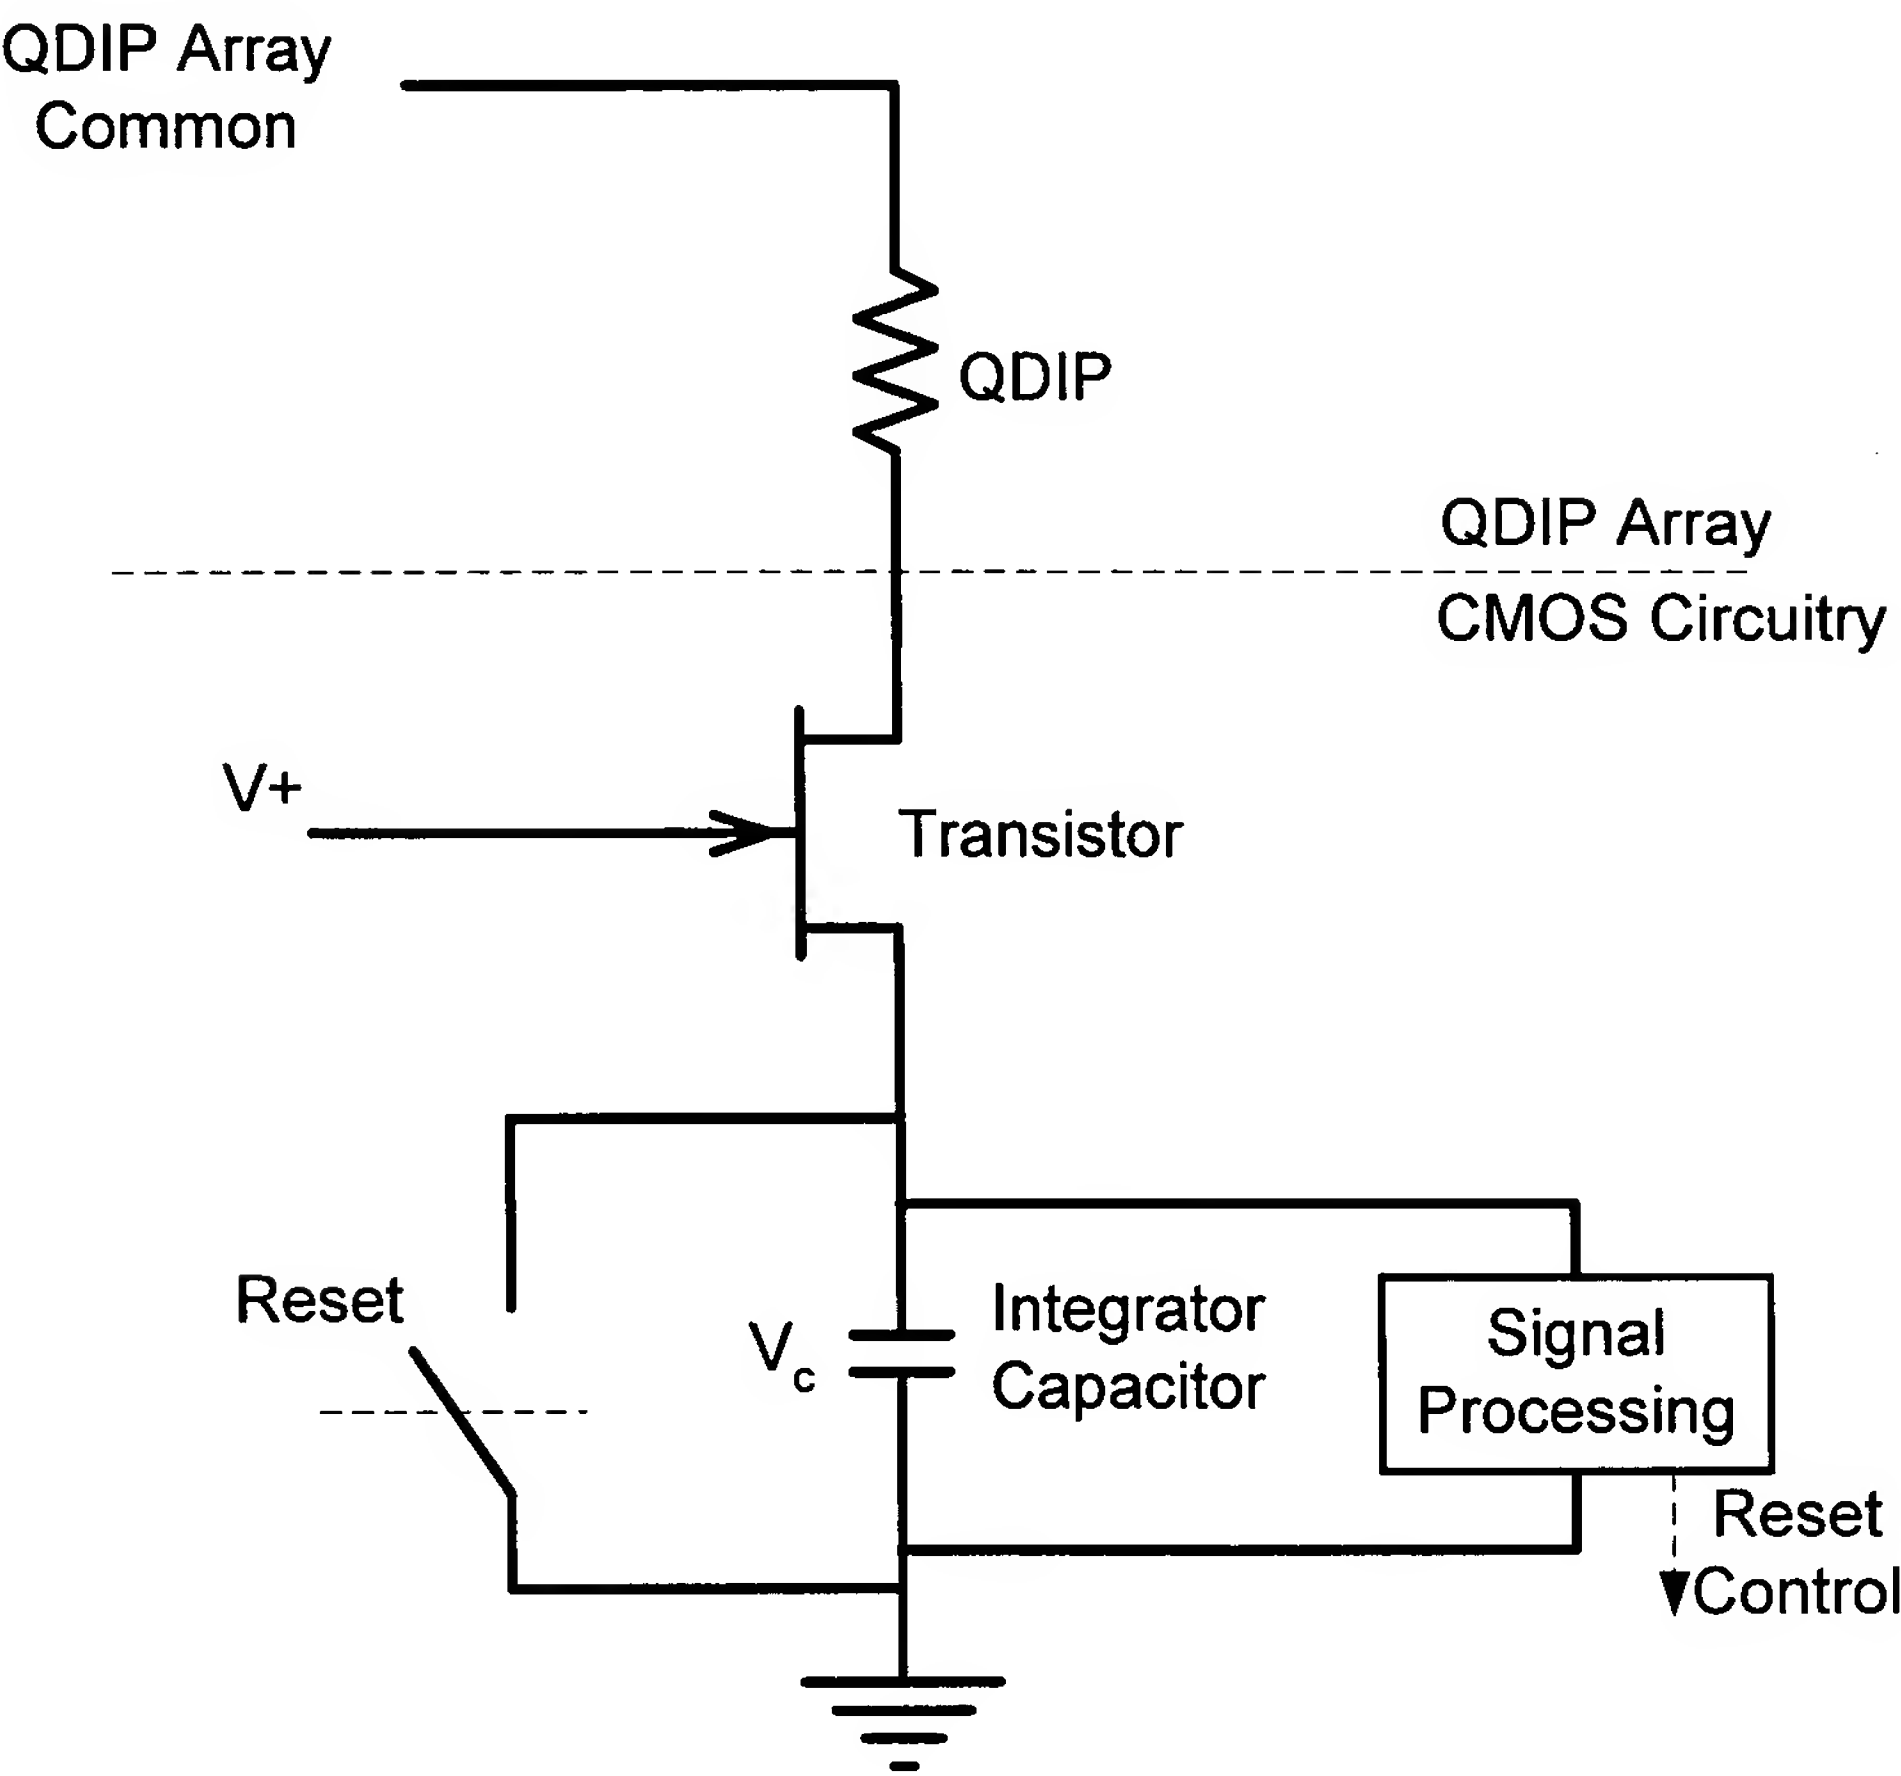 QDIP Array
Common
QDIP
QDIP Array
CMOS Circuitry
V+
Transistor
Reset
Vc
Integrator
Capacitor
Signal
Processing
Reset
Control